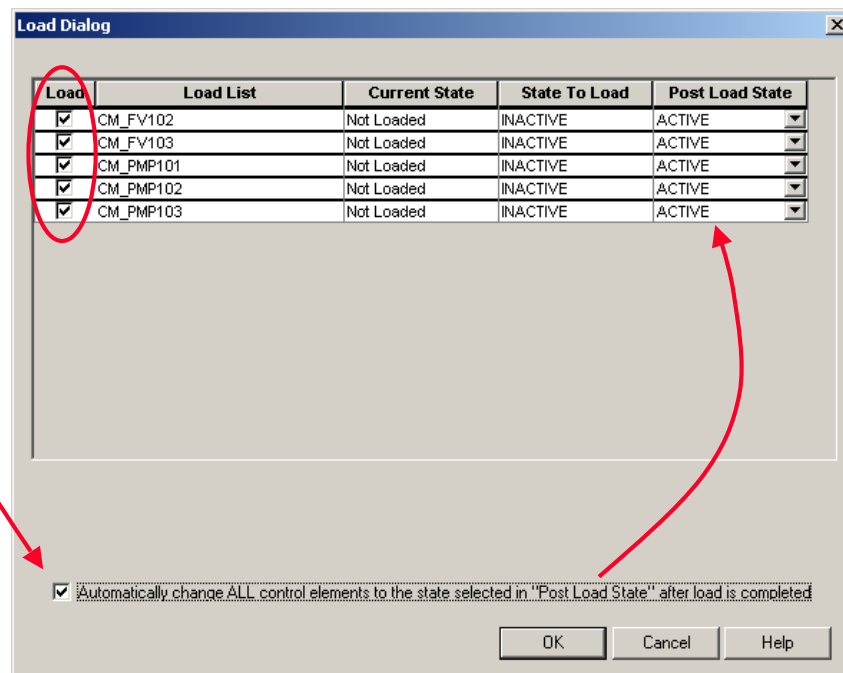 Load Dialog
Load Load List Current State State To Load Post Load State
CM_FV102 Not Loaded INACTIVE ACTIVE
CM_FV103 Not Loaded INACTIVE ACTIVE
CM_PMP101 Not Loaded INACTIVE ACTIVE
CM_PMP102 Not Loaded INACTIVE ACTIVE
CM_PMP103 Not Loaded INACTIVE ACTIVE
Automatically change ALL control elements to the state selected in "Post Load State" after load is completed
OK Cancel Help